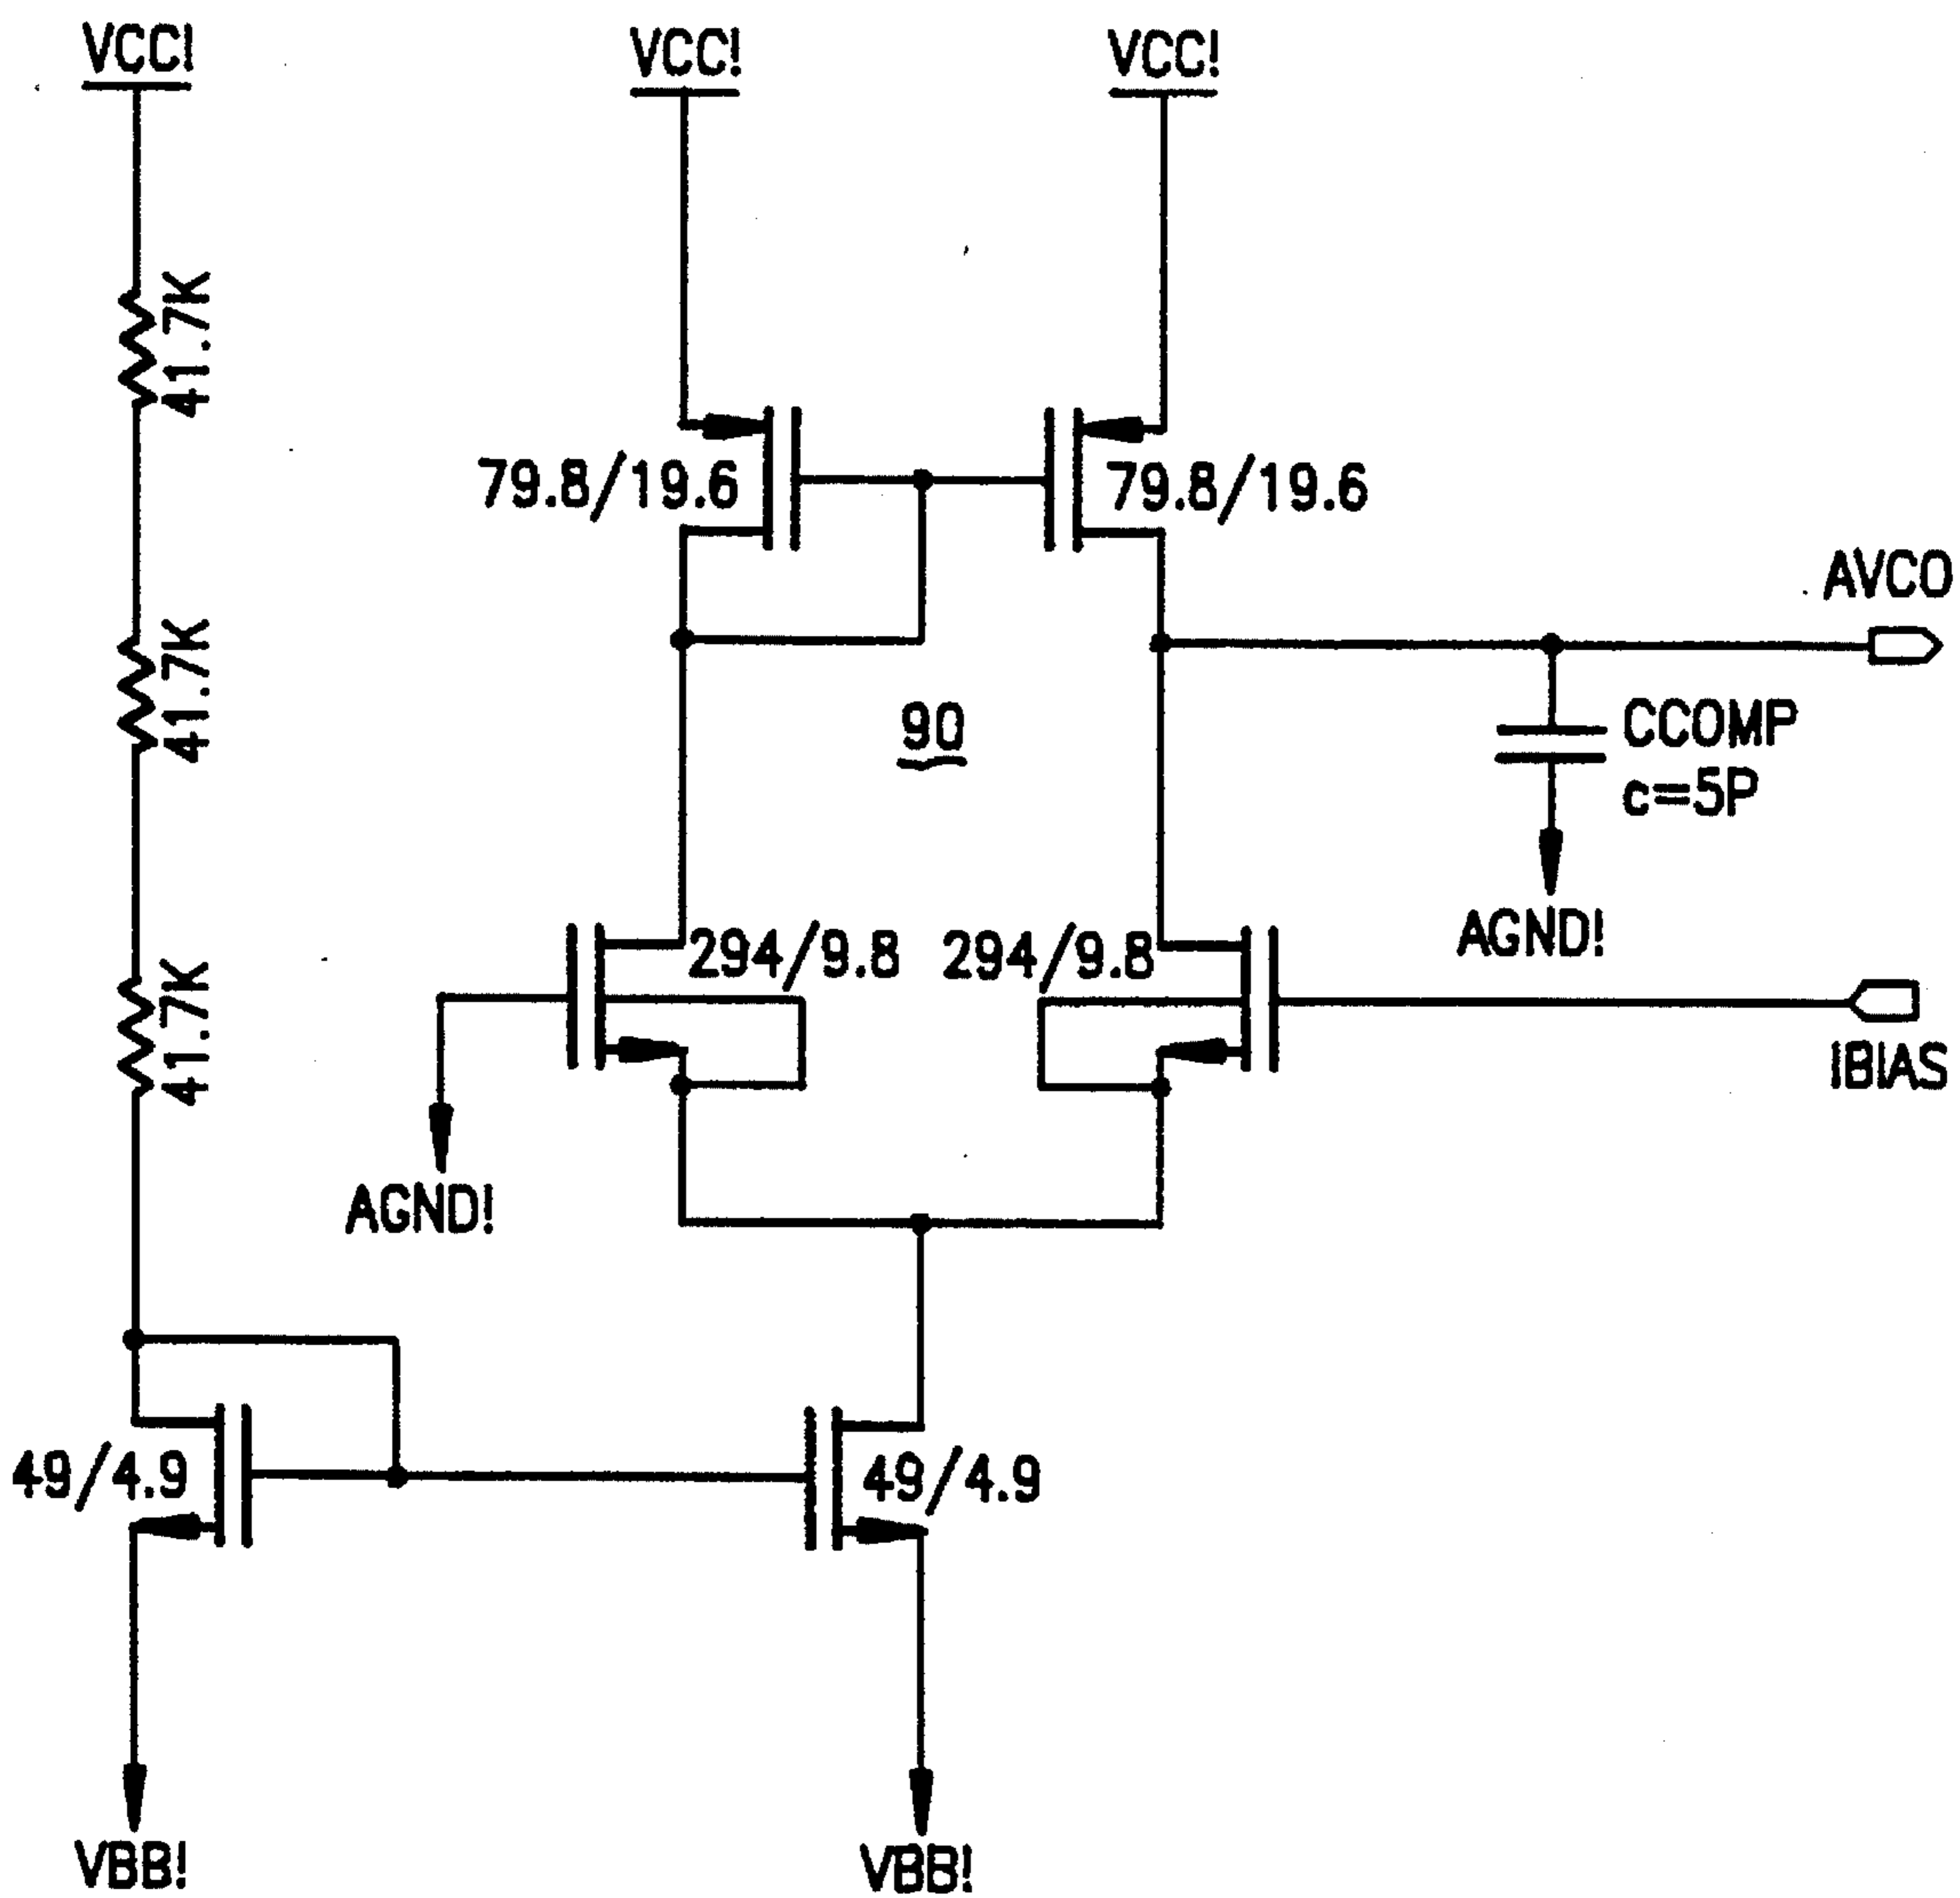 VCC!
VCC!
VCC!
41.7K
79.8/19.6
79.8/19.6
AVCO
41.7K
90
CCOMP
c=5P
AGND!
294/9.8
294/9.8
41.7K
IBIAS
AGND!
49/4.9
49/4.9
VBB!
VBB!